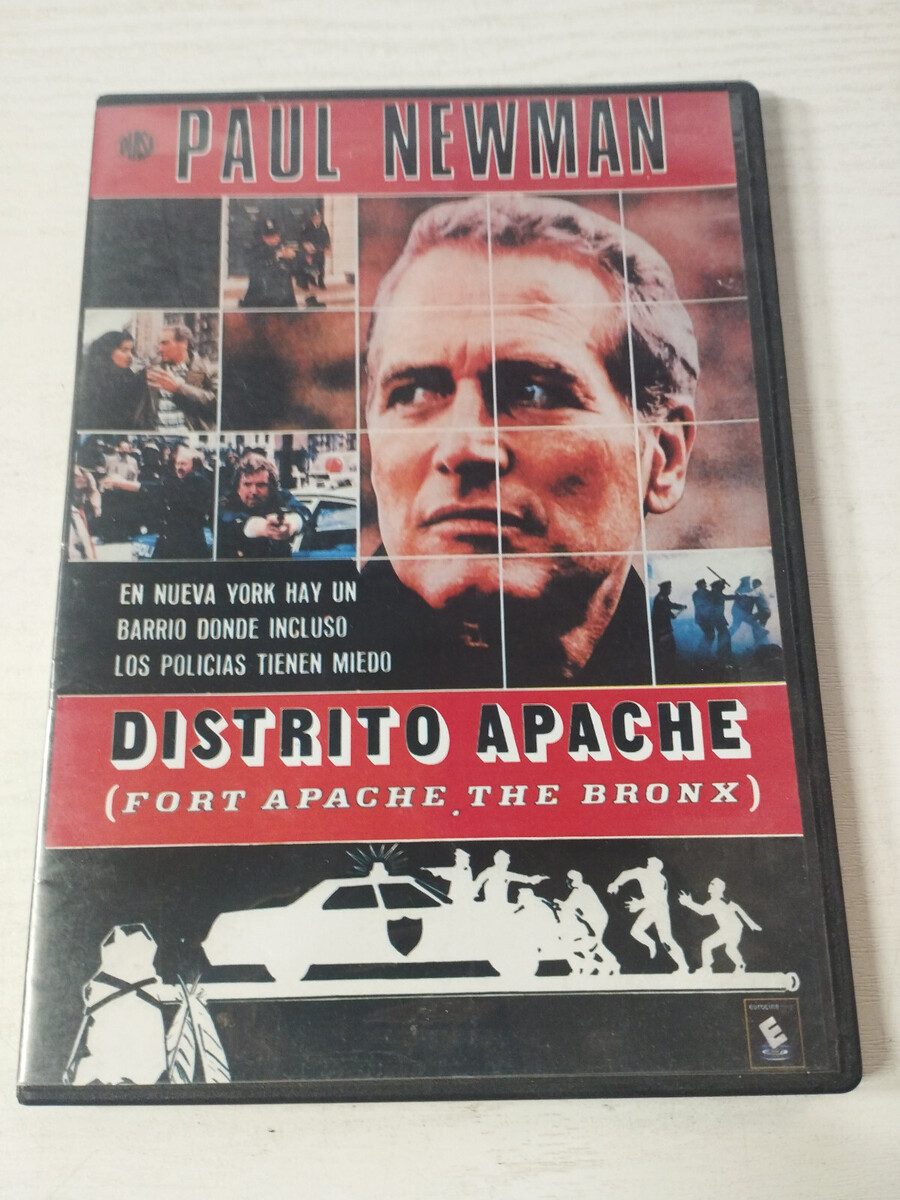 PAUL NEWMAN
EN NUEVA YORK HAY UN
BARRIO DONDE INCLUSO
LOS POLICIAS TIENEN MIEDO
DISTRITO APACHE
(FORT APACHE, THE BRONX)
eurocine
E